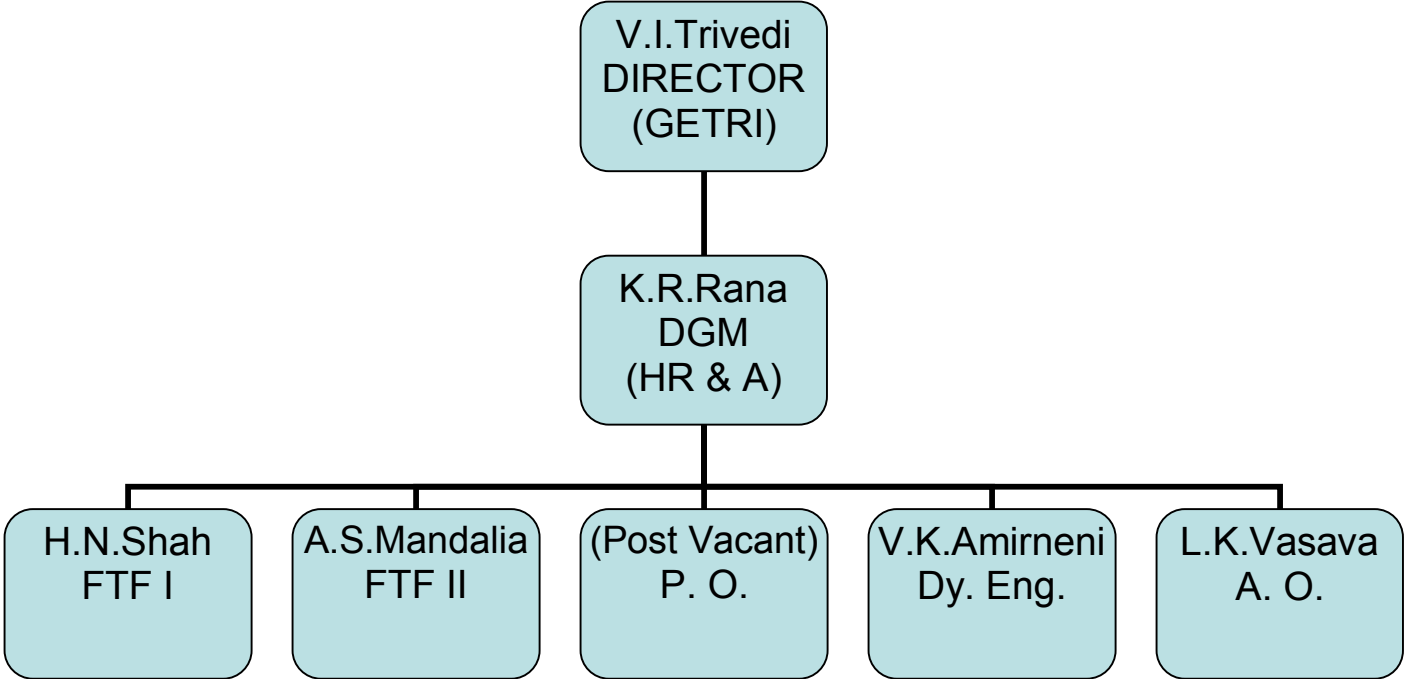 V.I.Trivedi
DIRECTOR
(GETRI)
K.R.Rana
DGM
(HR & A)
H.N.Shah
FTF I
A.S.Mandalia
FTF II
(Post Vacant)
P. O.
V.K.Amirneni
Dy. Eng.
L.K.Vasava
A. O.